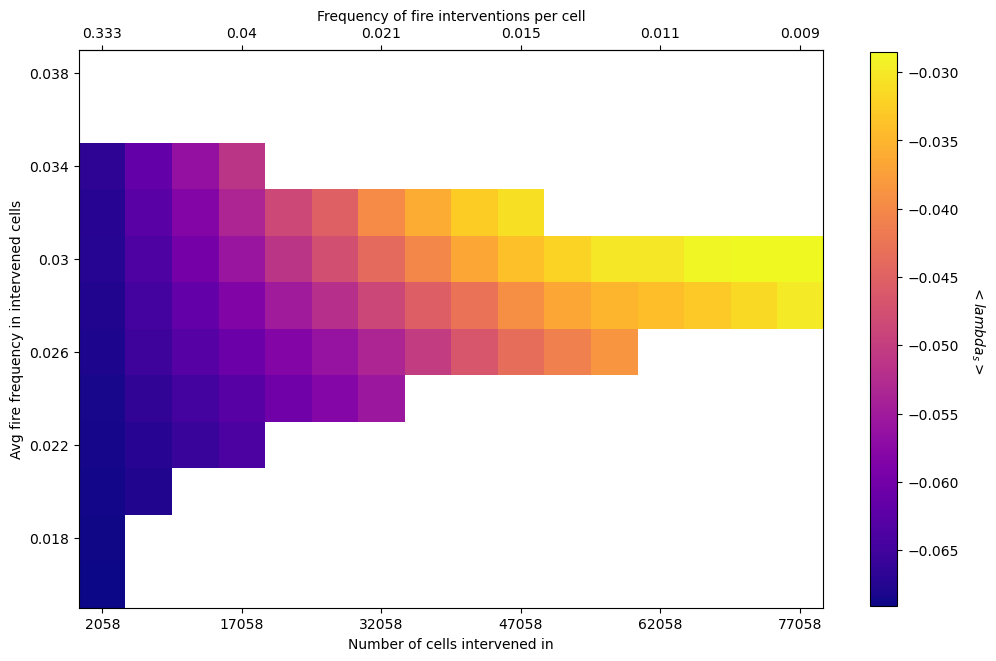 Frequency of fire interventions per cell
0.333 0.04 0.021 0.015 0.011 0.009
Avg fire frequency in intervened cells
0.038
0.034
0.03
0.026
0.022
0.018
2058 17058 32058 47058 62058 77058
Number of cells intervened in
−0.030
−0.035
−0.040
−0.045
−0.050
−0.055
−0.060
−0.065
< lambda_s >